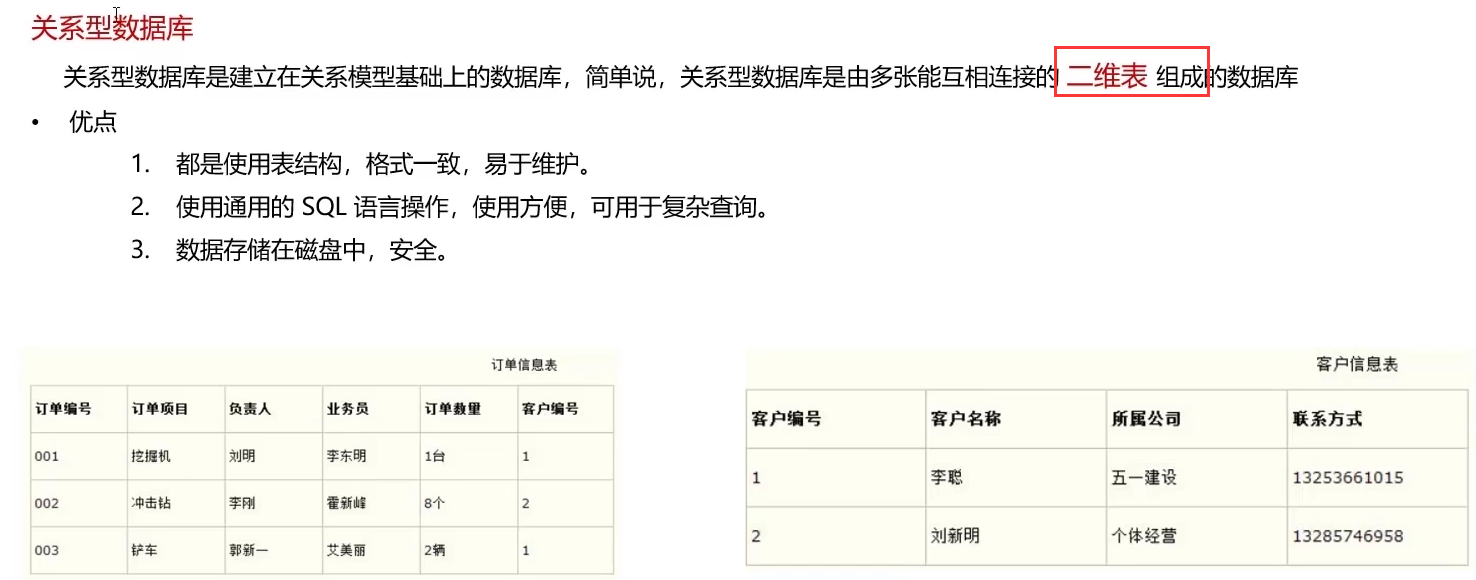 关系型数据库
关系型数据库是建立在关系模型基础上的数据库，简单说，关系型数据库是由多张能互相连接的 二维表 组成的数据库
• 优点
1. 都是使用表结构，格式一致，易于维护。
2. 使用通用的 SQL 语言操作，使用方便，可用于复杂查询。
3. 数据存储在磁盘中，安全。
订单信息表
订单编号 订单项目 负责人 业务员 订单数量 客户编号
001 挖掘机 刘明 李东明 1台 1
002 冲击钻 李刚 霍新峰 8个 2
003 铲车 郭新一 艾美丽 2辆 1
客户信息表
客户编号 客户名称 所属公司 联系方式
1 李聪 五一建设 13253661015
2 刘新明 个体经营 13285746958